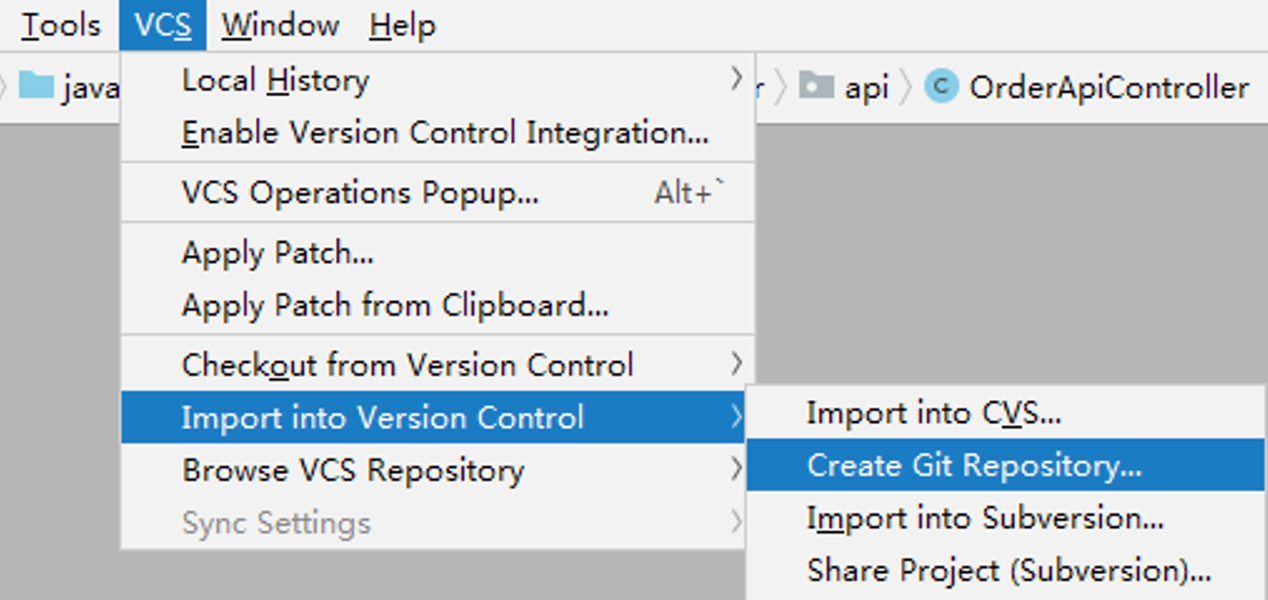 Tools VCS Window Help
java api OrderApiController
Local History
Enable Version Control Integration...
VCS Operations Popup... Alt+`
Apply Patch...
Apply Patch from Clipboard...
Checkout from Version Control
Import into Version Control
Import into CVS...
Browse VCS Repository
Create Git Repository...
Sync Settings
Import into Subversion...
Share Project (Subversion)...